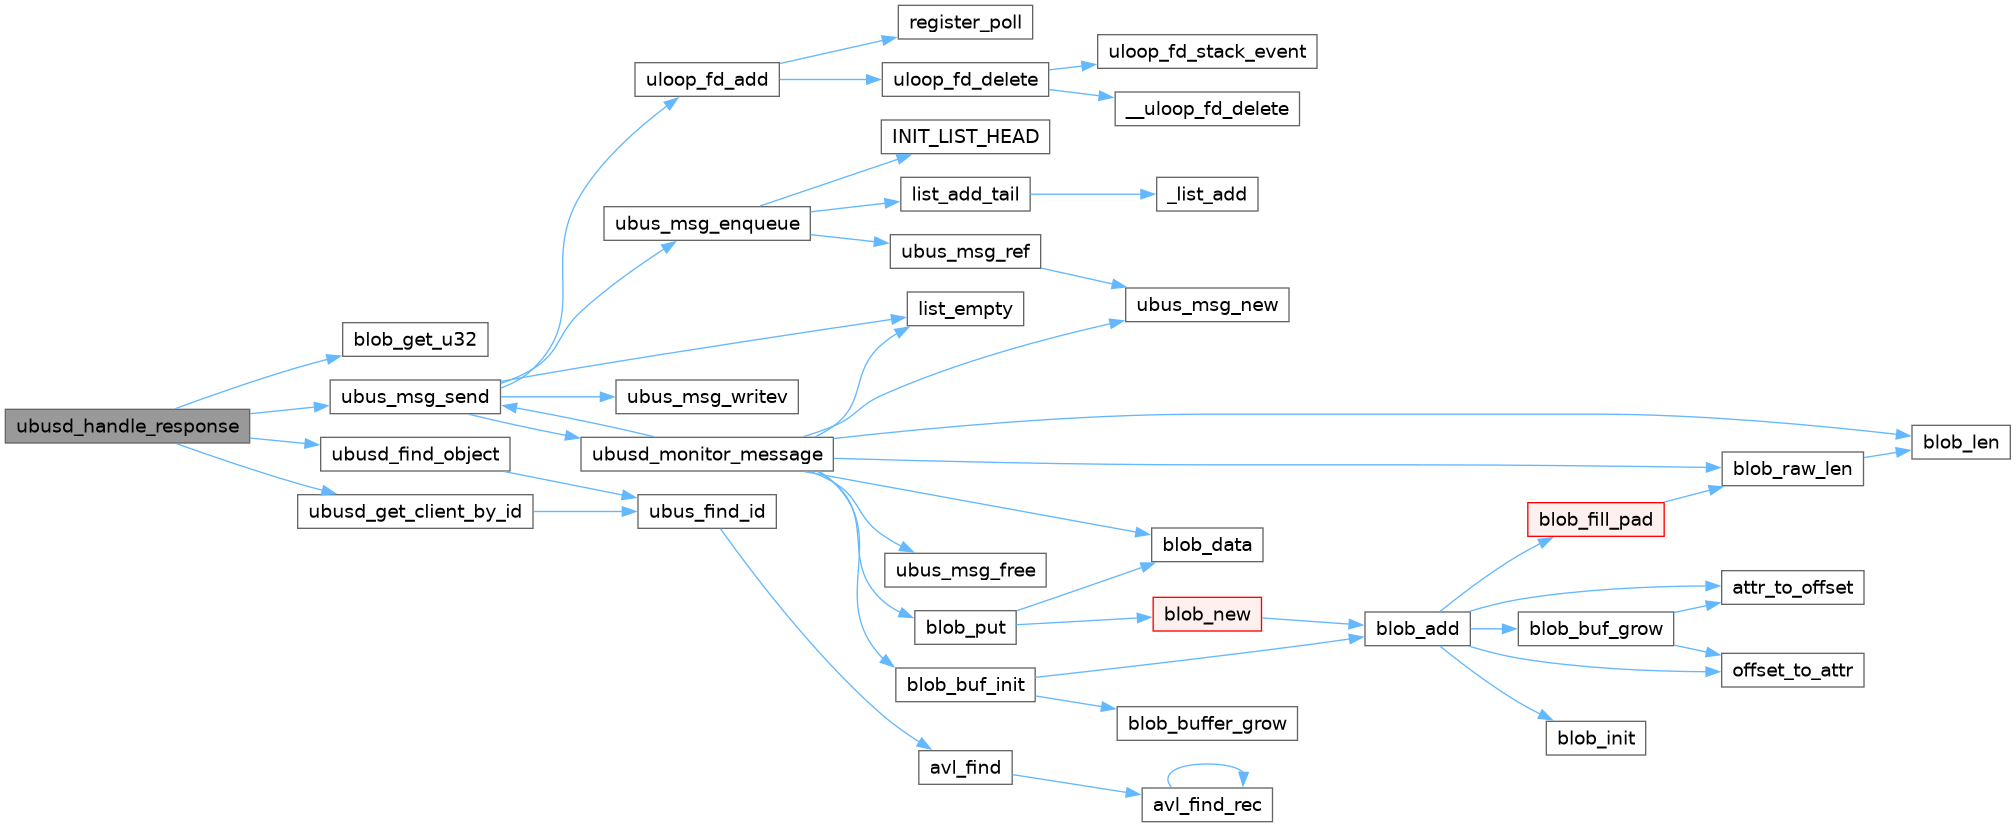 register_poll
uloop_fd_stack_event
uloop_fd_add
uloop_fd_delete
__uloop_fd_delete
INIT_LIST_HEAD
list_add_tail
_list_add
ubus_msg_enqueue
ubus_msg_ref
list_empty
ubus_msg_new
blob_get_u32
ubus_msg_send
ubus_msg_writev
ubusd_handle_response
ubusd_find_object
ubusd_monitor_message
blob_len
blob_raw_len
ubusd_get_client_by_id
ubus_find_id
blob_fill_pad
blob_data
ubus_msg_free
attr_to_offset
blob_put
blob_new
blob_add
blob_buf_grow
blob_buf_init
offset_to_attr
blob_buffer_grow
blob_init
avl_find
avl_find_rec